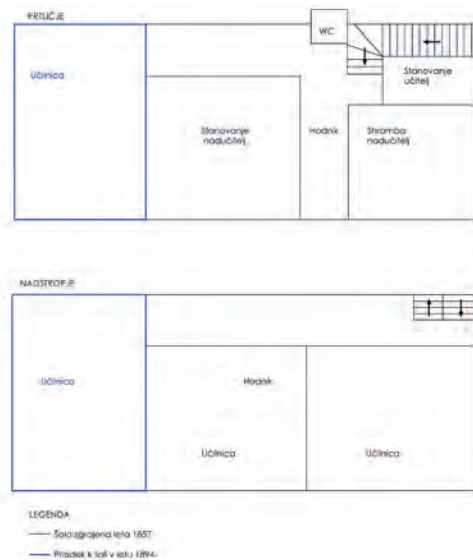 PRITLIČJE
WC
Učilnica
Stanovanje
učitelj
Stanovanje
nadučitelj
Hodnik
Shramba
nadučitelj
NADSTROPJE
Učilnica
Hodnik
Učilnica
Učilnica
LEGENDA
Šola zgrajena leta 1857
Prizidek k šoli v letu 1894